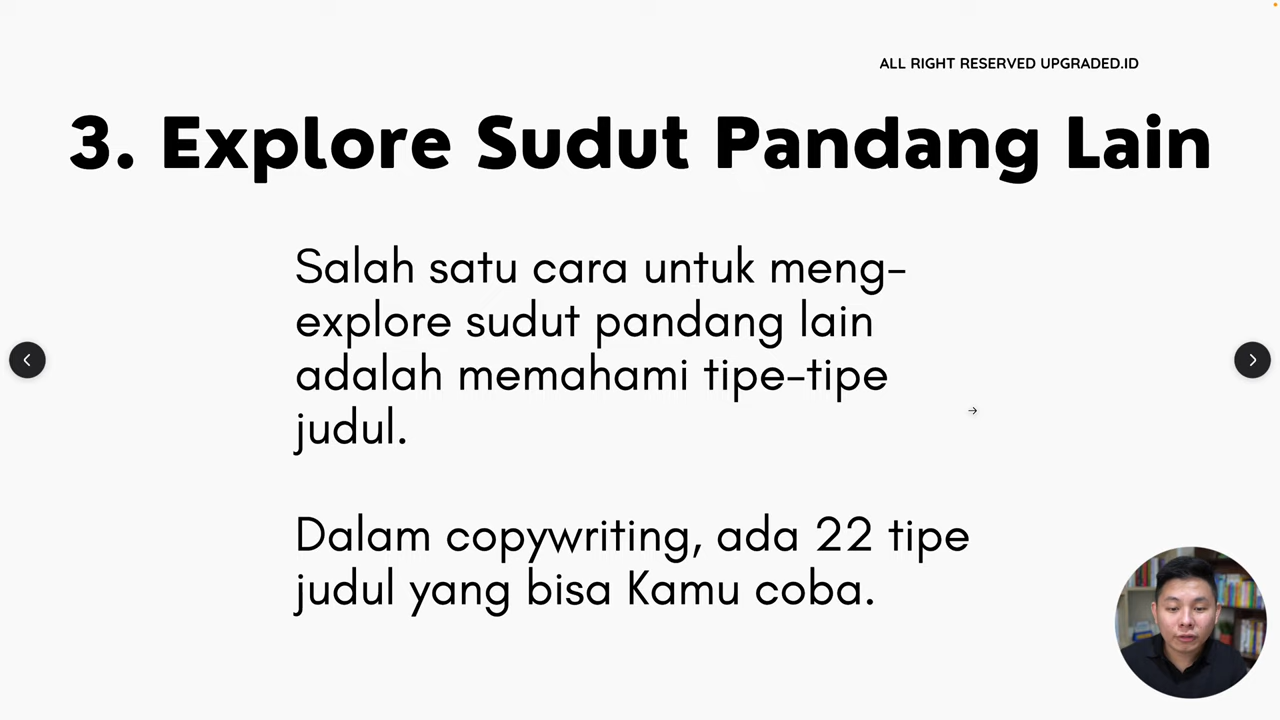 ALL RIGHT RESERVED UPGRADED.ID
3. Explore Sudut Pandang Lain
Salah satu cara untuk meng-
explore sudut pandang lain
adalah memahami tipe-tipe
judul.
Dalam copywriting, ada 22 tipe
judul yang bisa Kamu coba.